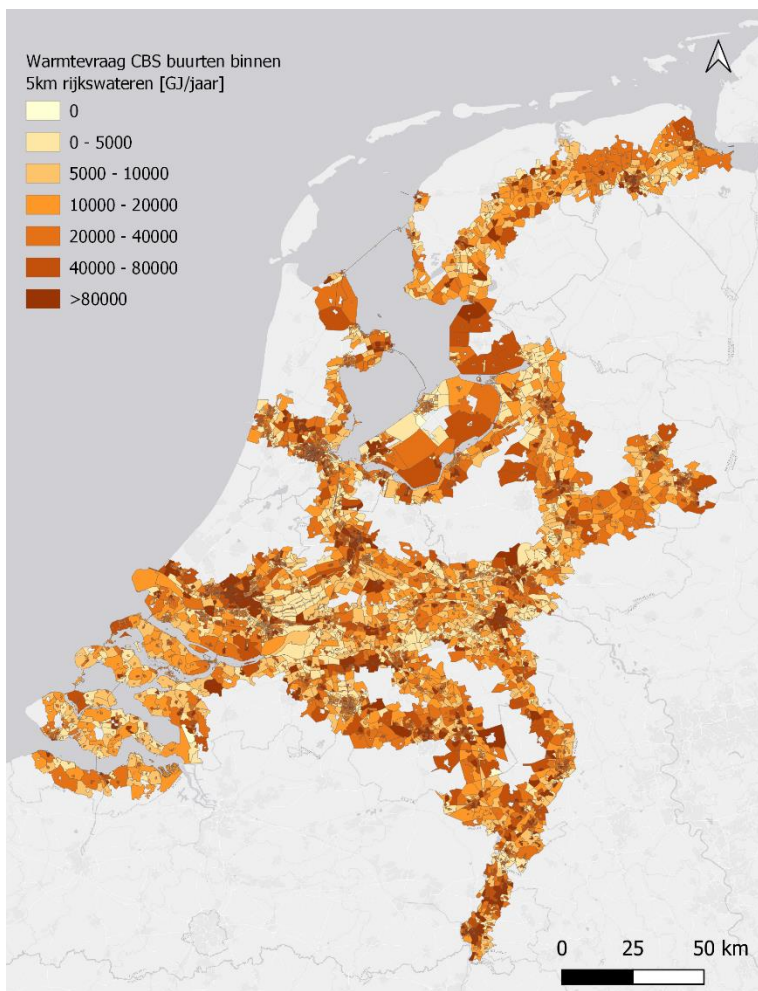 Warmtevraag CBS buurten binnen
5km rijkswateren [GJ/jaar]
0
0 - 5000
5000 - 10000
10000 - 20000
20000 - 40000
40000 - 80000
>80000
0 25 50 km